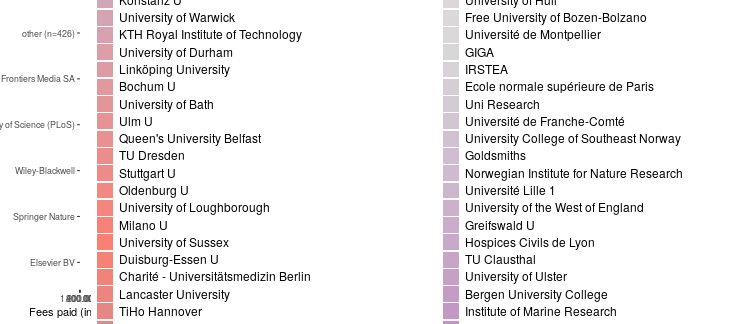 Konstanz U
University of Warwick
KTH Royal Institute of Technology
University of Durham
Linköping University
Bochum U
University of Bath
Ulm U
Queen's University Belfast
TU Dresden
Stuttgart U
Oldenburg U
University of Loughborough
Milano U
University of Sussex
Duisburg-Essen U
Charité - Universitätsmedizin Berlin
Lancaster University
TiHo Hannover
University of Hull
Free University of Bozen-Bolzano
Université de Montpellier
GIGA
IRSTEA
Ecole normale supérieure de Paris
Uni Research
Université de Franche-Comté
University College of Southeast Norway
Goldsmiths
Norwegian Institute for Nature Research
Université Lille 1
University of the West of England
Greifswald U
Hospices Civils de Lyon
TU Clausthal
University of Ulster
Bergen University College
Institute of Marine Research
other (n=426)
Frontiers Media SA
y of Science (PLoS)
Wiley-Blackwell
Springer Nature
Elsevier BV
Fees paid (in